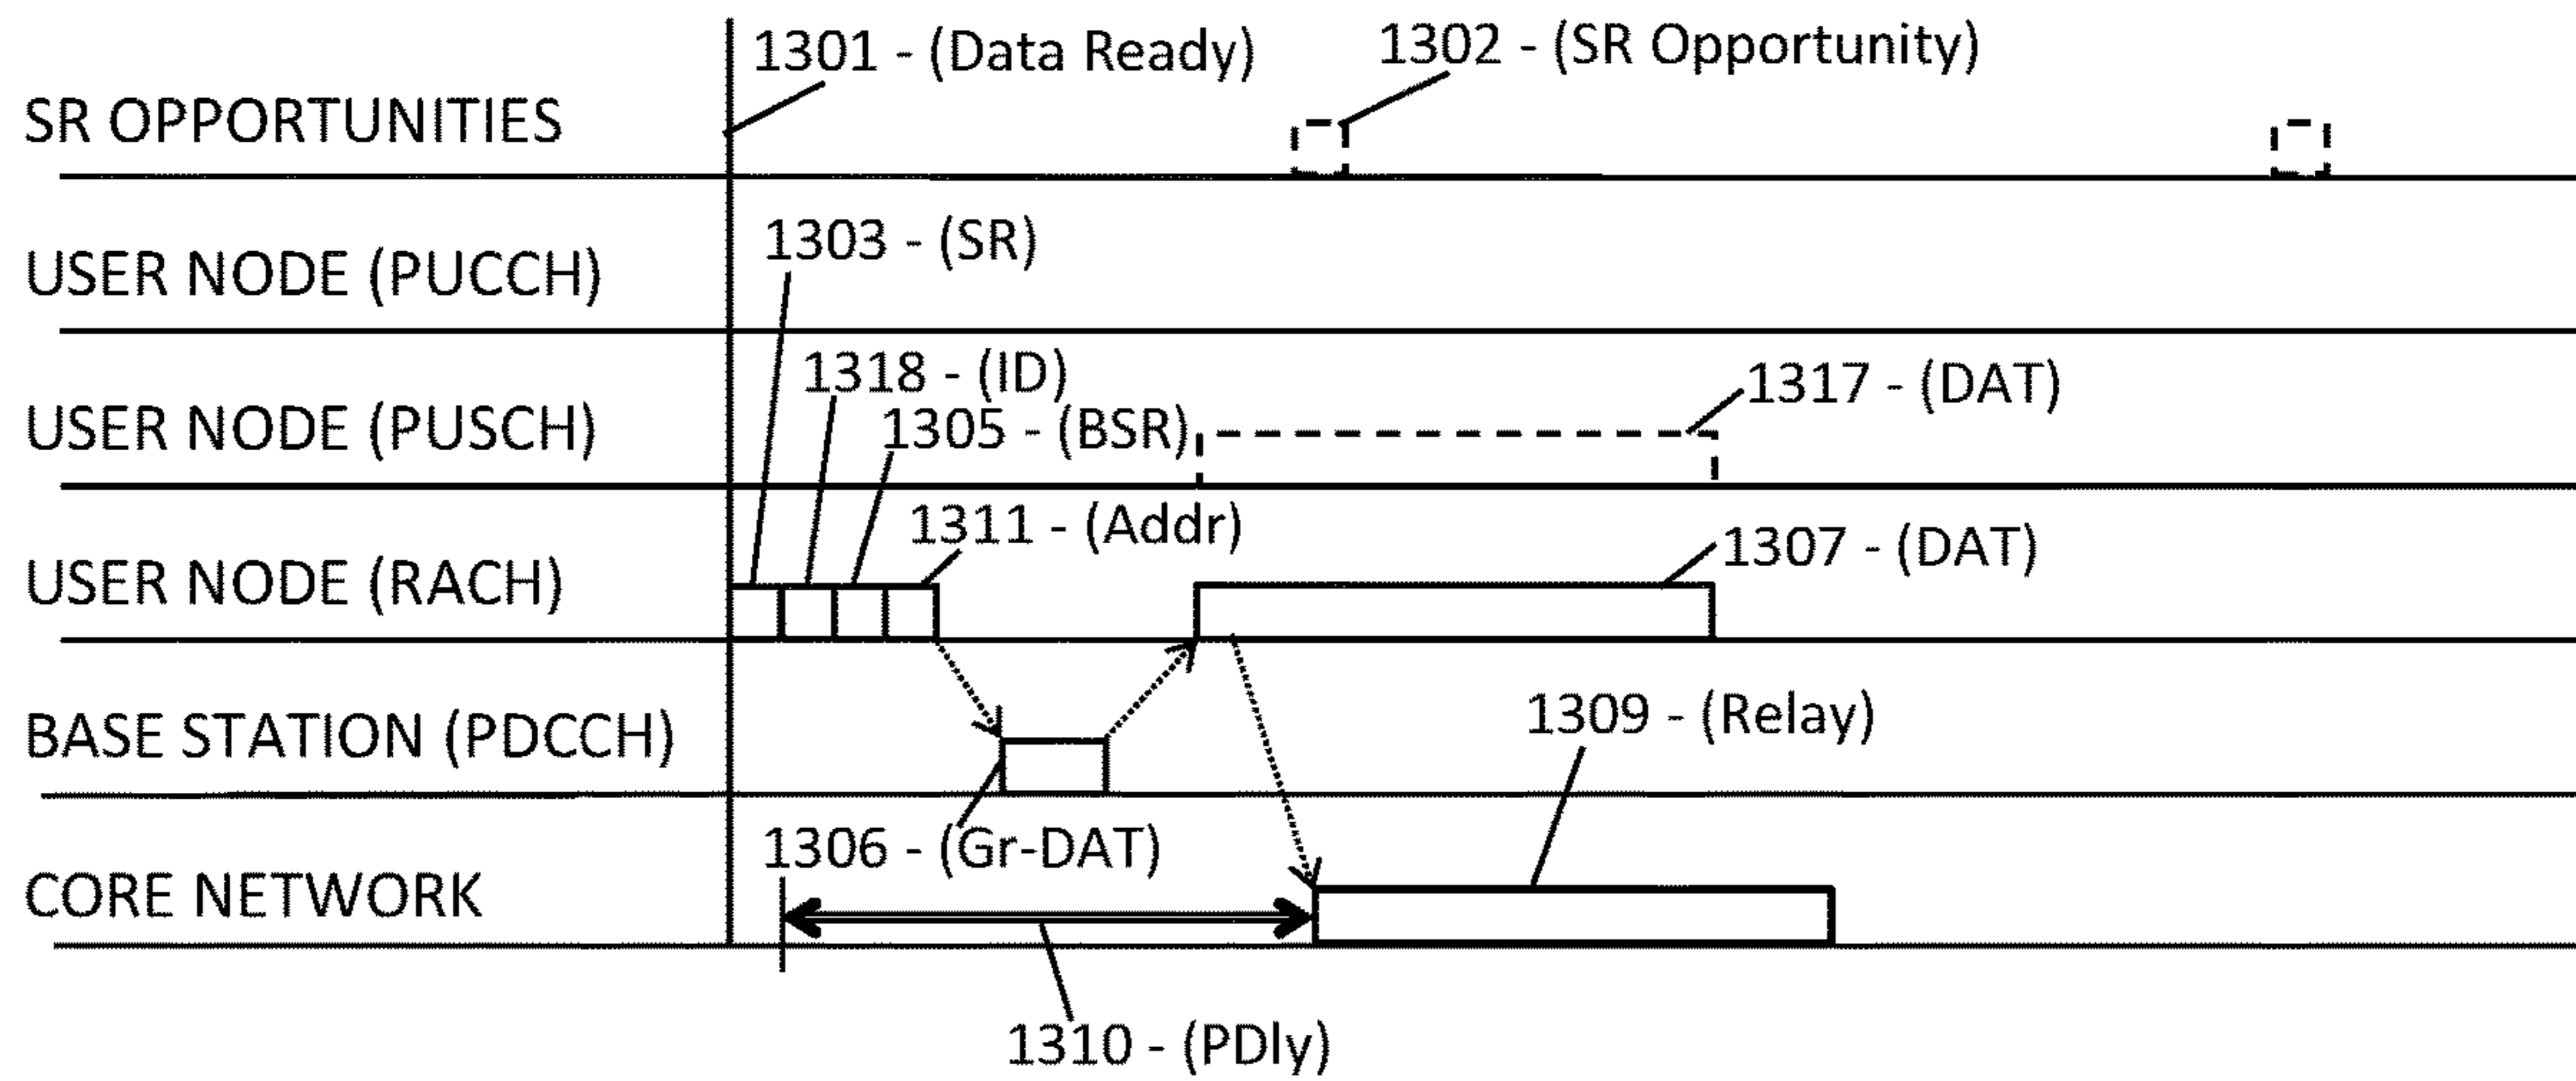 1301 - (Data Ready)
1302 - (SR Opportunity)
SR OPPORTUNITIES
1303 - (SR)
USER NODE (PUCCH)
1318 - (ID)
1317 - (DAT)
USER NODE (PUSCH)
1305 - (BSR)
1311 - (Addr)
1307 - (DAT)
USER NODE (RACH)
1309 - (Relay)
BASE STATION (PDCCH)
1306 - (Gr-DAT)
CORE NETWORK
1310 - (PDly)